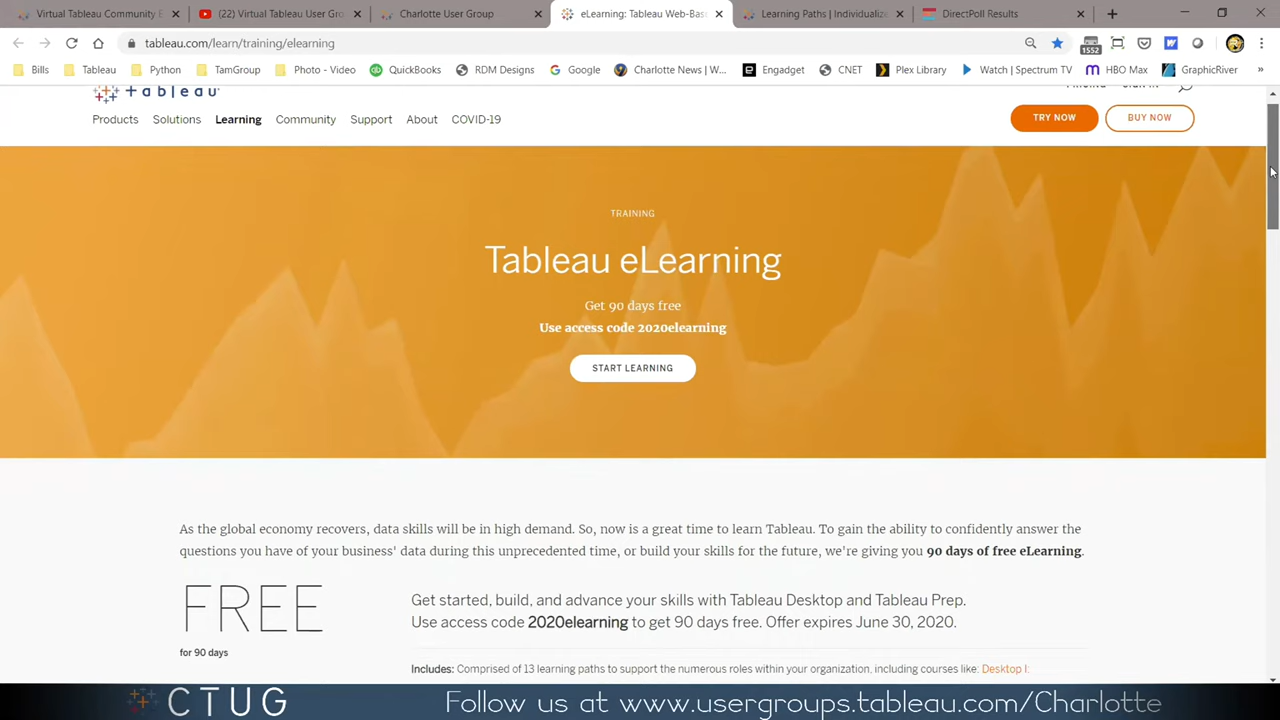 Virtual Tableau Community E
(22) Virtual Tableau User Gro
Charlotte User Group
eLearning: Tableau Web-Bas
Learning Paths | Individualize
DirectPoll Results
tableau.com/learn/training/elearning
1552
Bills
Tableau
Python
TamGroup
Photo - Video
QuickBooks
RDM Designs
Google
Charlotte News | W...
Engadget
CNET
Plex Library
Watch | Spectrum TV
HBO Max
GraphicRiver
tableau
PRICING
SIGN IN
Products
Solutions
Learning
Community
Support
About
COVID-19
TRY NOW
BUY NOW
TRAINING
Tableau eLearning
Get 90 days free
Use access code 2020elearning
START LEARNING
As the global economy recovers, data skills will be in high demand. So, now is a great time to learn Tableau. To gain the ability to confidently answer the
questions you have of your business' data during this unprecedented time, or build your skills for the future, we're giving you 90 days of free eLearning.
FREE
for 90 days
Get started, build, and advance your skills with Tableau Desktop and Tableau Prep.
Use access code 2020elearning to get 90 days free. Offer expires June 30, 2020.
Includes: Comprised of 13 learning paths to support the numerous roles within your organization, including courses like: Desktop I:
CTUG
Follow us at www.usergroups.tableau.com/Charlotte